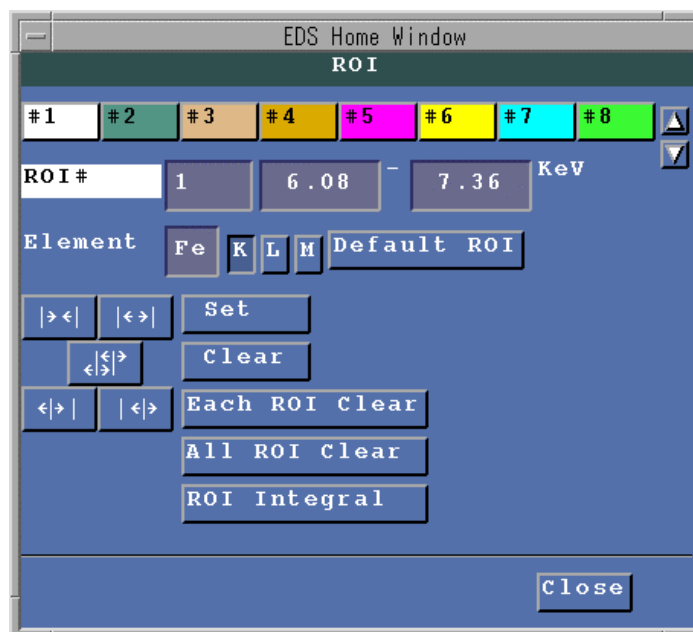 EDS Home Window
ROI
#1 #2 #3 #4 #5 #6 #7 #8
ROI# 1 6.08 - 7.36 KeV
Element Fe K L M Default ROI
Set
Clear
Each ROI Clear
All ROI Clear
ROI Integral
Close